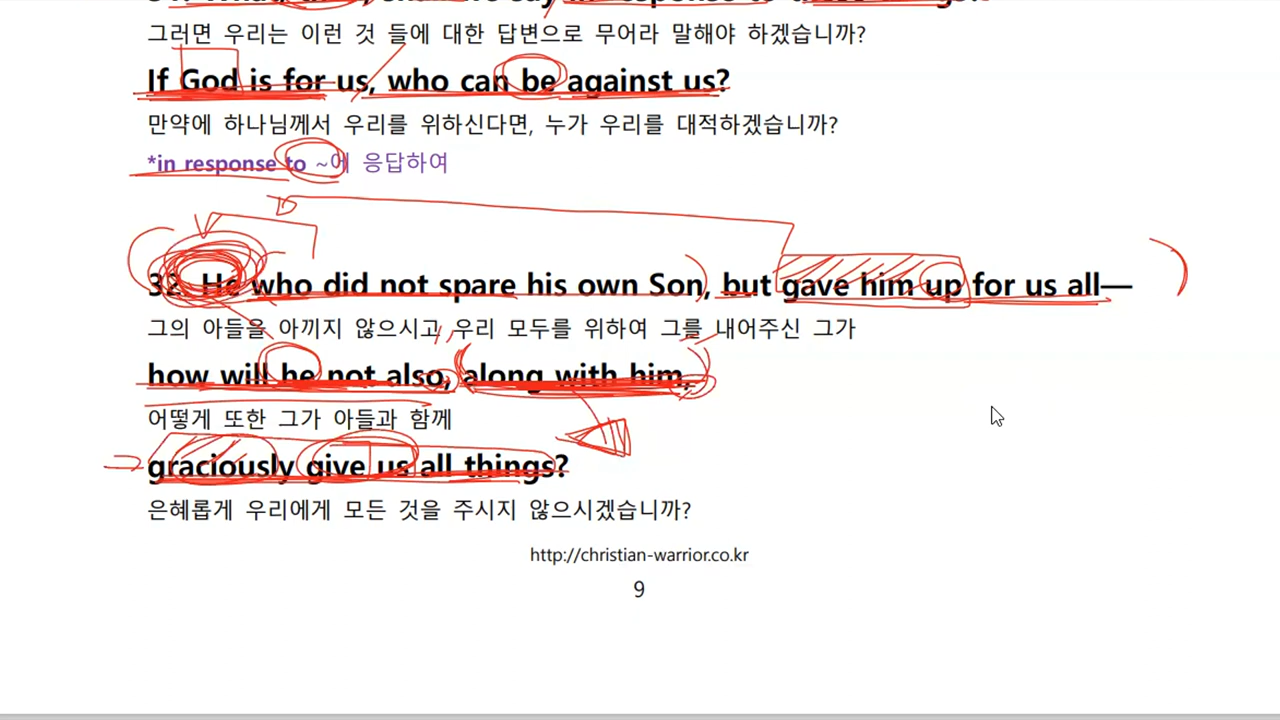 그러면 우리는 이런 것 들에 대한 답변으로 무어라 말해야 하겠습니까?
If God is for us, who can be against us?
만약에 하나님께서 우리를 위하신다면, 누가 우리를 대적하겠습니까?
*in response to ~에 응답하여
32. He who did not spare his own Son, but gave him up for us all—
그의 아들을 아끼지 않으시고, 우리 모두를 위하여 그를 내어주신 그가
how will he not also, along with him,
어떻게 또한 그가 아들과 함께
graciously give us all things?
은혜롭게 우리에게 모든 것을 주시지 않으시겠습니까?
http://christian-warrior.co.kr
9